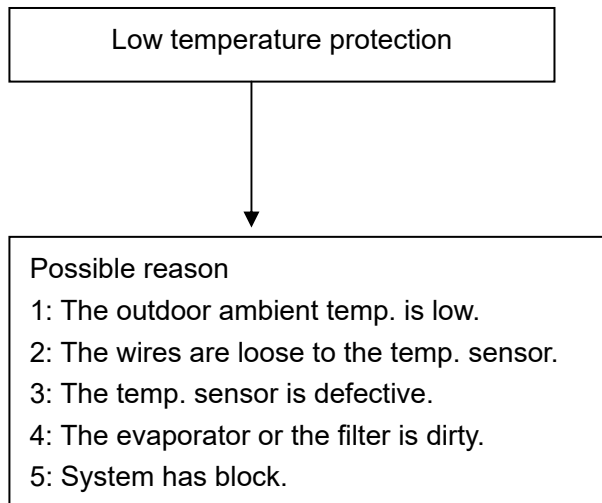 Low temperature protection
Possible reason
1: The outdoor ambient temp. is low.
2: The wires are loose to the temp. sensor.
3: The temp. sensor is defective.
4: The evaporator or the filter is dirty.
5: System has block.